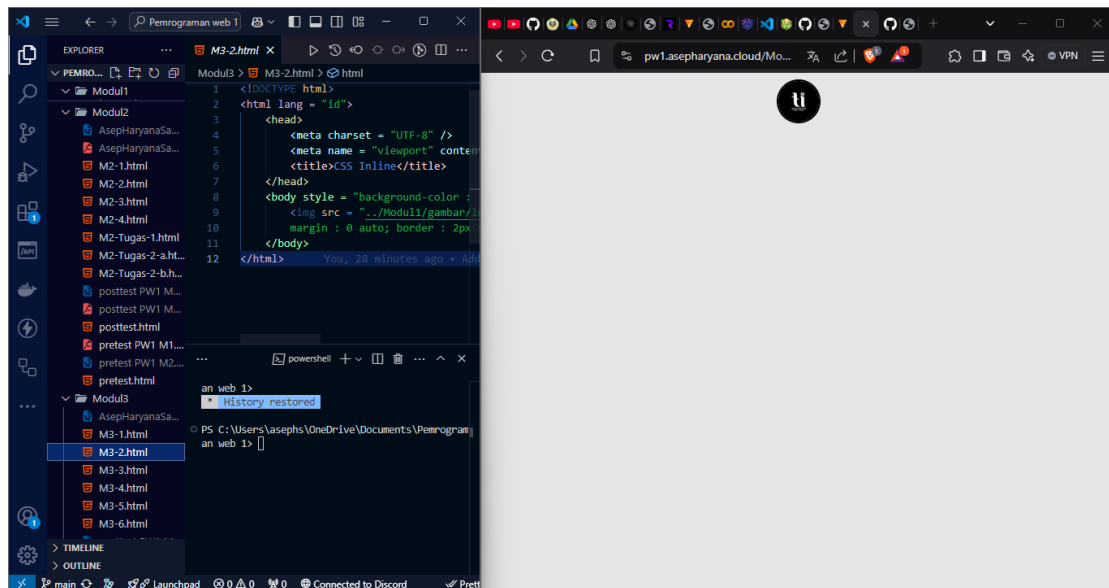 Pemrograman web 1
EXPLORER
PEMRO...
Modul1
Modul2
AsepHaryanaSa...
AsepHaryanaSa...
M2-1.html
M2-2.html
M2-3.html
M2-4.html
M2-Tugas-1.html
M2-Tugas-2-a.ht...
M2-Tugas-2-b.h...
posttest PW1 M...
posttest PW1 M...
posttest.html
pretest PW1 M1....
pretest PW1 M2....
pretest.html
Modul3
AsepHaryanaSa...
M3-1.html
M3-2.html
M3-3.html
M3-4.html
M3-5.html
M3-6.html
TIMELINE
OUTLINE
M3-2.html
Modul3 > M3-2.html > html
1 <!DOCTYPE html>
2 <html lang = "id">
3 <head>
4 <meta charset = "UTF-8" />
5 <meta name = "viewport" conten
6 <title>CSS Inline</title>
7 </head>
8 <body style = "background-color :
9 <img src = "../Modul1/gambar/l
10 margin : 0 auto; border : 2px
11 </body>
12 </html> You, 28 minutes ago • Add
powershell
an web 1>
* History restored
PS C:\Users\asephs\OneDrive\Documents\Pemrogram
an web 1>
main Launchpad 0 0 0 Connected to Discord Prett
pw1.asepharyana.cloud/Mo...
VPN